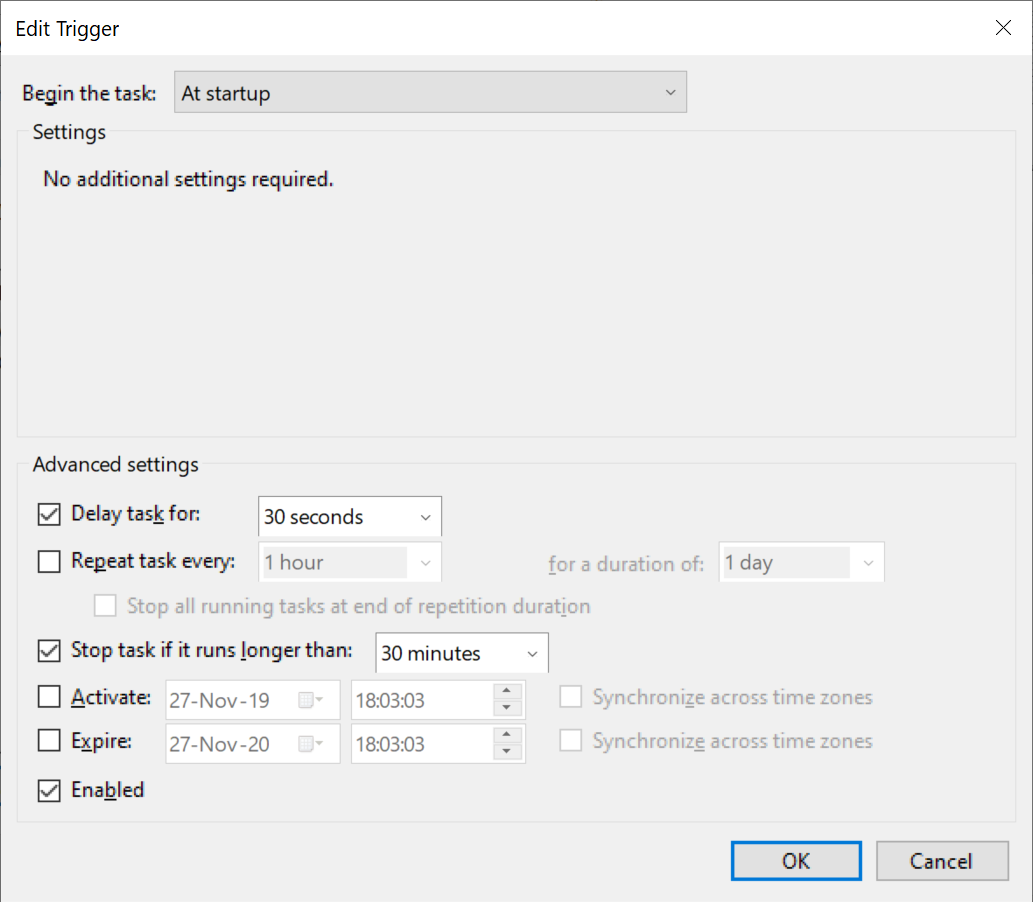 Edit Trigger
Begin the task: At startup
Settings
No additional settings required.
Advanced settings
Delay task for: 30 seconds
Repeat task every: 1 hour for a duration of: 1 day
Stop all running tasks at end of repetition duration
Stop task if it runs longer than: 30 minutes
Activate: 27-Nov-19 18:03:03 Synchronize across time zones
Expire: 27-Nov-20 18:03:03 Synchronize across time zones
Enabled
OK Cancel